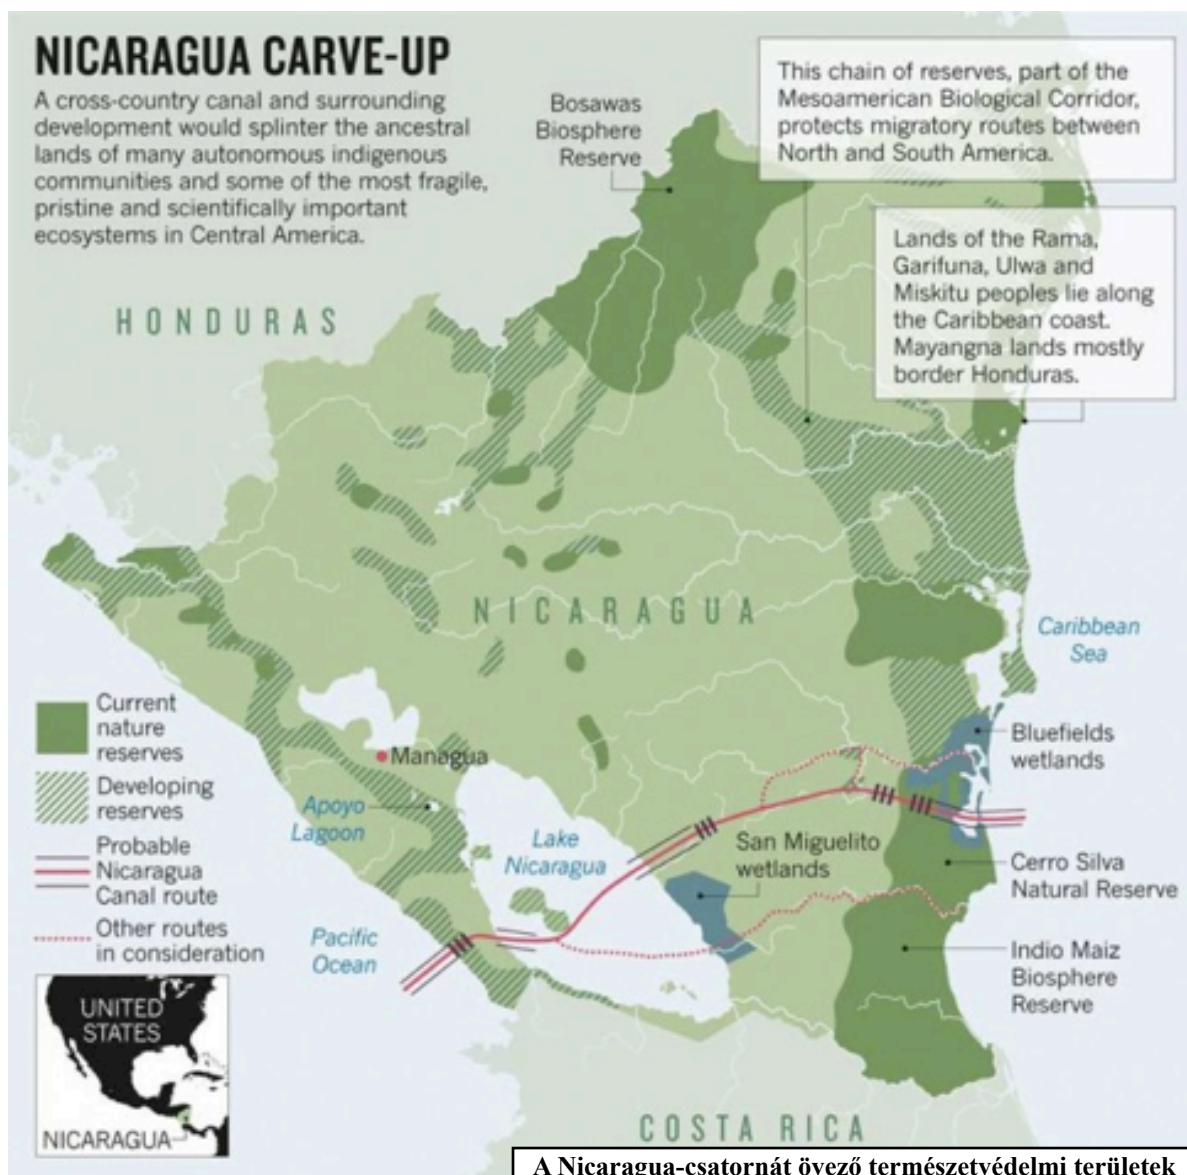 NICARAGUA CARVE-UP
A cross-country canal and surrounding
development would splinter the ancestral
lands of many autonomous indigenous
communities and some of the most fragile,
pristine and scientifically important
ecosystems in Central America.
Bosawas
Biosphere
Reserve
This chain of reserves, part of the
Mesoamerican Biological Corridor,
protects migratory routes between
North and South America.
Lands of the Rama,
Garifuna, Ulwa and
Miskitu peoples lie along
the Caribbean coast.
Mayangna lands mostly
border Honduras.
HONDURAS
NICARAGUA
Caribbean
Sea
Current
nature
reserves
Developing
reserves
Probable
Nicaragua
Canal route
Other routes
in consideration
Managua
Apoyo
Lagoon
Lake
Nicaragua
San Miguelito
wetlands
Bluefields
wetlands
Cerro Silva
Natural Reserve
Indio Maiz
Biosphere
Reserve
Pacific
Ocean
UNITED
STATES
NICARAGUA
COSTA RICA
A Nicaragua-csatornát övező természetvédelmi területek